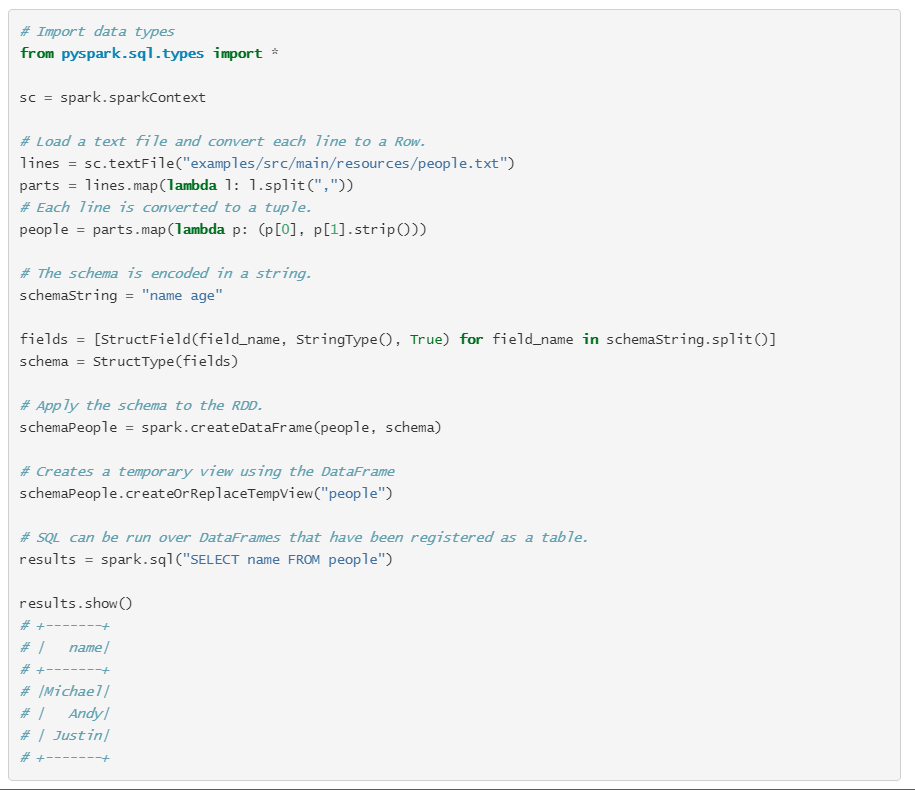 # Import data types
from pyspark.sql.types import *
sc = spark.sparkContext
# Load a text file and convert each line to a Row.
lines = sc.textFile("examples/src/main/resources/people.txt")
parts = lines.map(lambda l: l.split(","))
# Each line is converted to a tuple.
people = parts.map(lambda p: (p[0], p[1].strip()))
# The schema is encoded in a string.
schemaString = "name age"
fields = [StructField(field_name, StringType(), True) for field_name in schemaString.split()]
schema = StructType(fields)
# Apply the schema to the RDD.
schemaPeople = spark.createDataFrame(people, schema)
# Creates a temporary view using the DataFrame
schemaPeople.createOrReplaceTempView("people")
# SQL can be run over DataFrames that have been registered as a table.
results = spark.sql("SELECT name FROM people")
results.show()
# +-------+
# |   name|
# +-------+
# |Michael|
# |   Andy|
# | Justin|
# +-------+